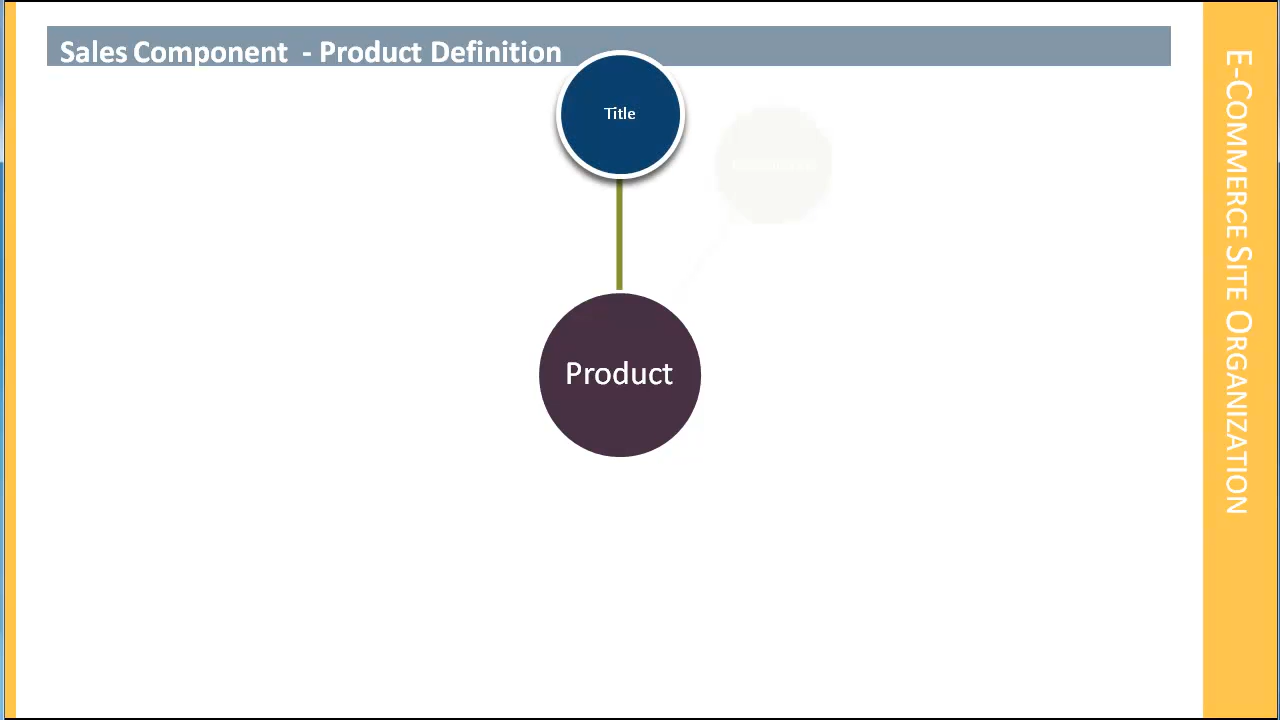 Sales Component - Product Definition
Title
Product
E-Commerce Site Organization